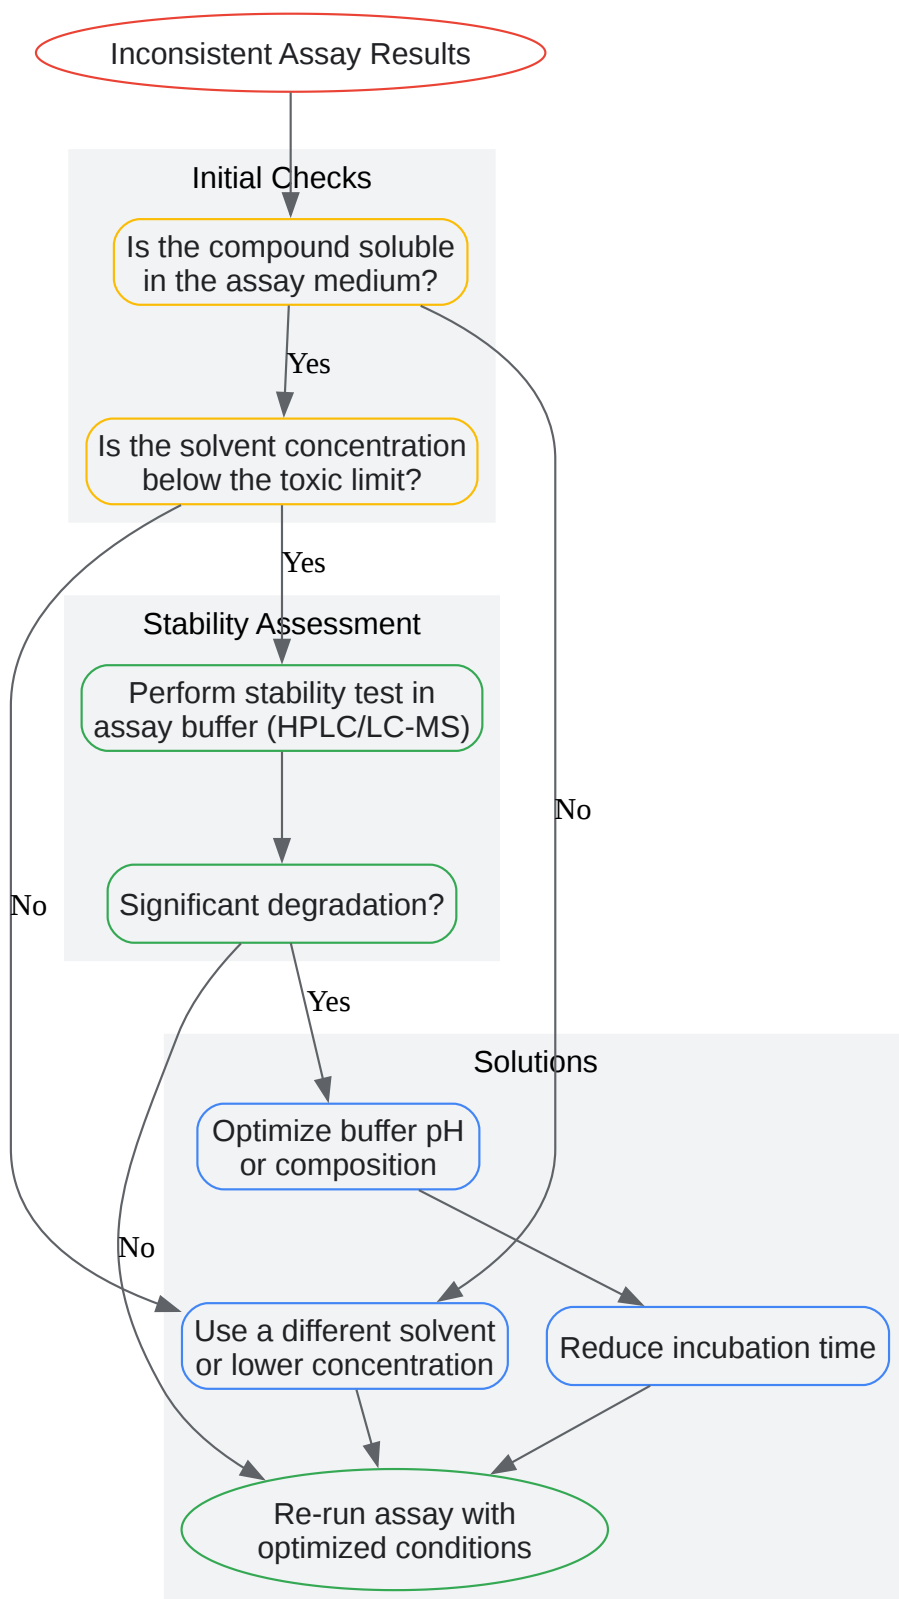 Inconsistent Assay Results
Initial Checks
Is the compound soluble
in the assay medium?
Yes
Is the solvent concentration
below the toxic limit?
Yes
Stability Assessment
Perform stability test in
assay buffer (HPLC/LC-MS)
No
Significant degradation?
No
Yes
Solutions
Optimize buffer pH
or composition
No
Use a different solvent
or lower concentration
Reduce incubation time
Re-run assay with
optimized conditions